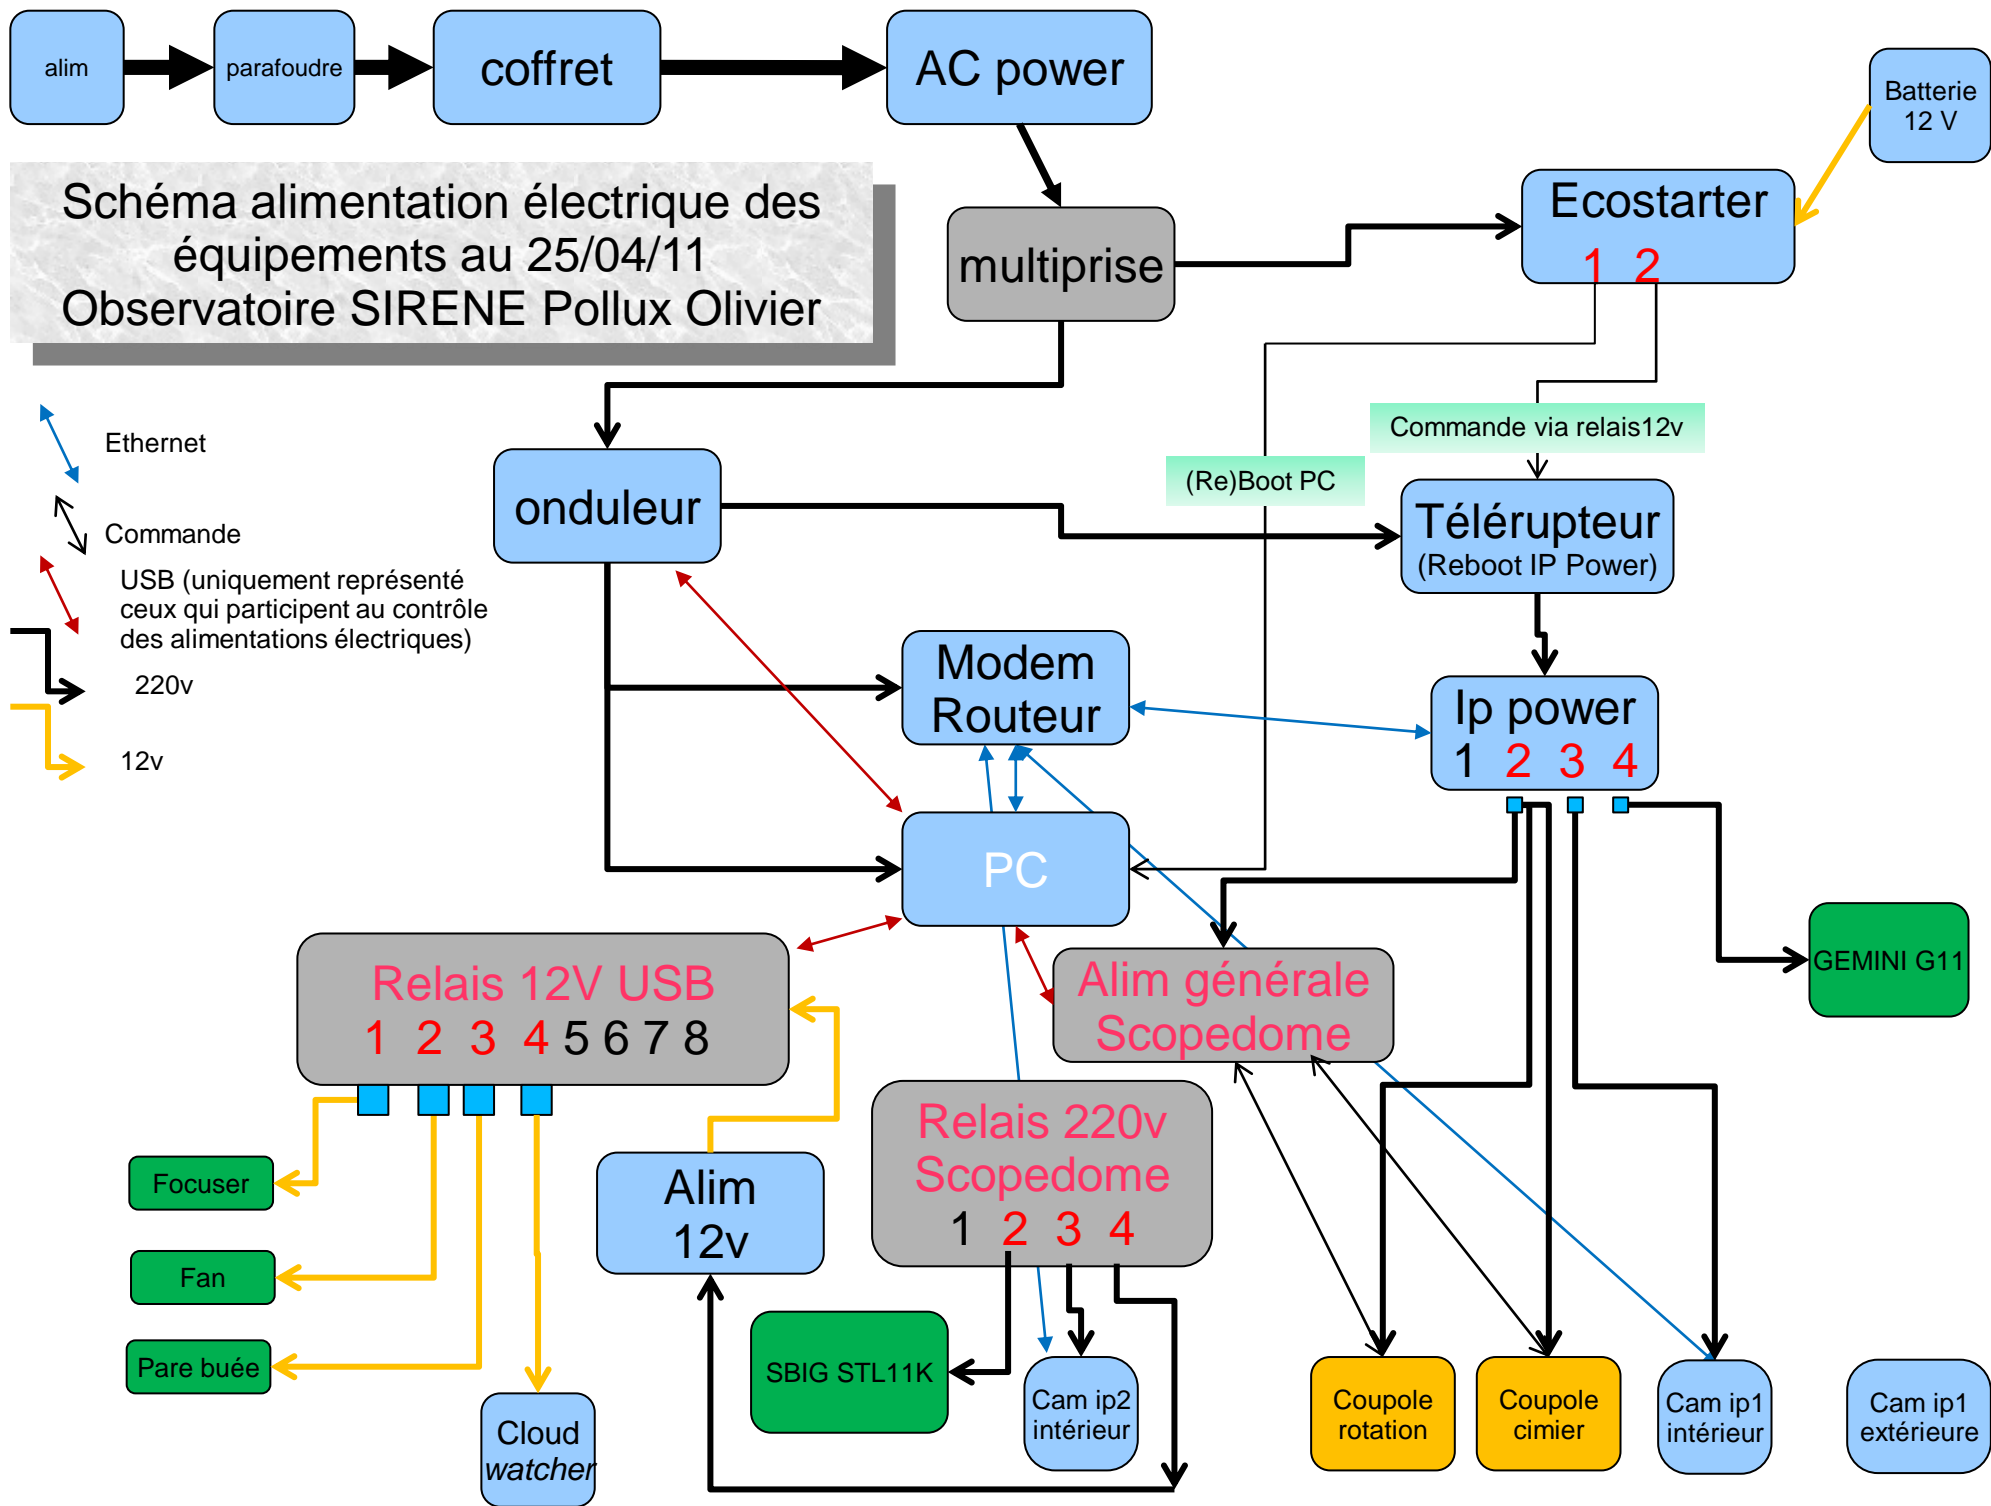 alim
parafoudre
coffret
AC power
Batterie
12 V
Schéma alimentation électrique des
équipements au 25/04/11
Observatoire SIRENE Pollux Olivier
multiprise
Ecostarter
1 2
Ethernet
Commande
USB (uniquement représenté
ceux qui participent au contrôle
des alimentations électriques)
220v
12v
onduleur
(Re)Boot PC
Commande via relais12v
Télérupteur
(Reboot IP Power)
Modem
Routeur
Ip power
1 2 3 4
PC
GEMINI G11
Relais 12V USB
1 2 3 4 5 6 7 8
Alim générale
Scopedome
Relais 220v
Scopedome
1 2 3 4
Alim
12v
Focuser
Fan
Pare buée
Cloud
watcher
SBIG STL11K
Cam ip2
intérieur
Coupole
rotation
Coupole
cimier
Cam ip1
intérieur
Cam ip1
extérieure